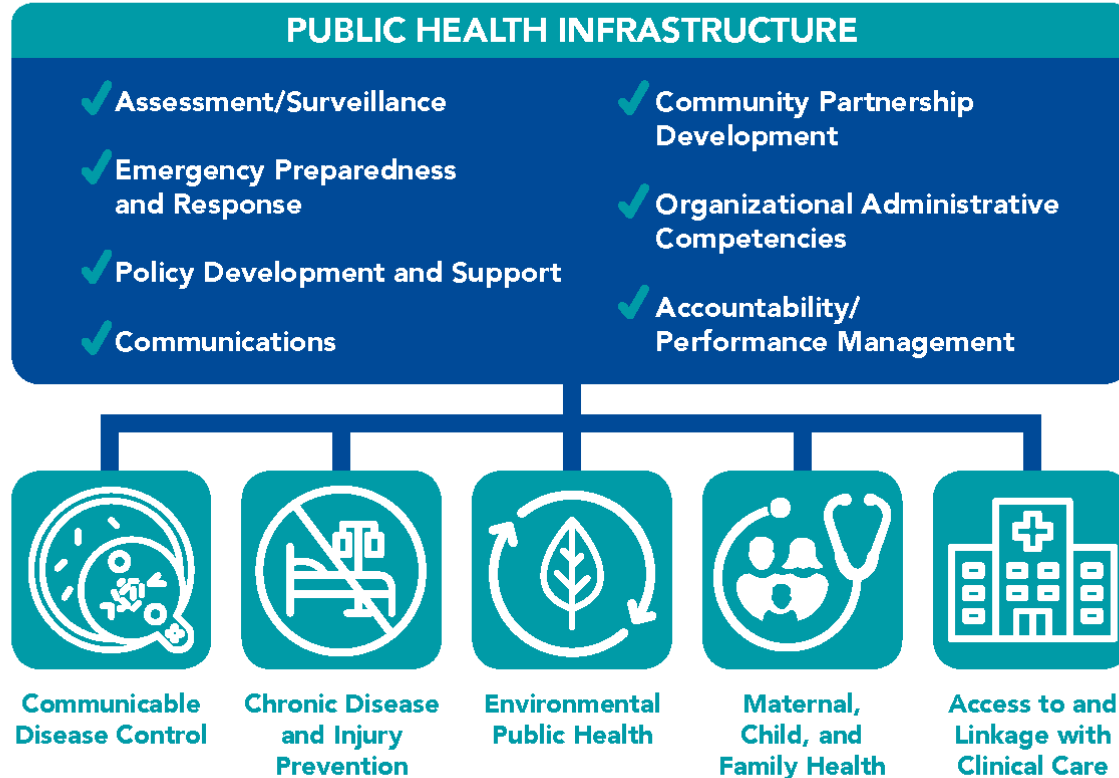 PUBLIC HEALTH INFRASTRUCTURE
Assessment/Surveillance
Emergency Preparedness
and Response
Policy Development and Support
Communications
Community Partnership
Development
Organizational Administrative
Competencies
Accountability/
Performance Management
Communicable
Disease Control
Chronic Disease
and Injury
Prevention
Environmental
Public Health
Maternal,
Child, and
Family Health
Access to and
Linkage with
Clinical Care